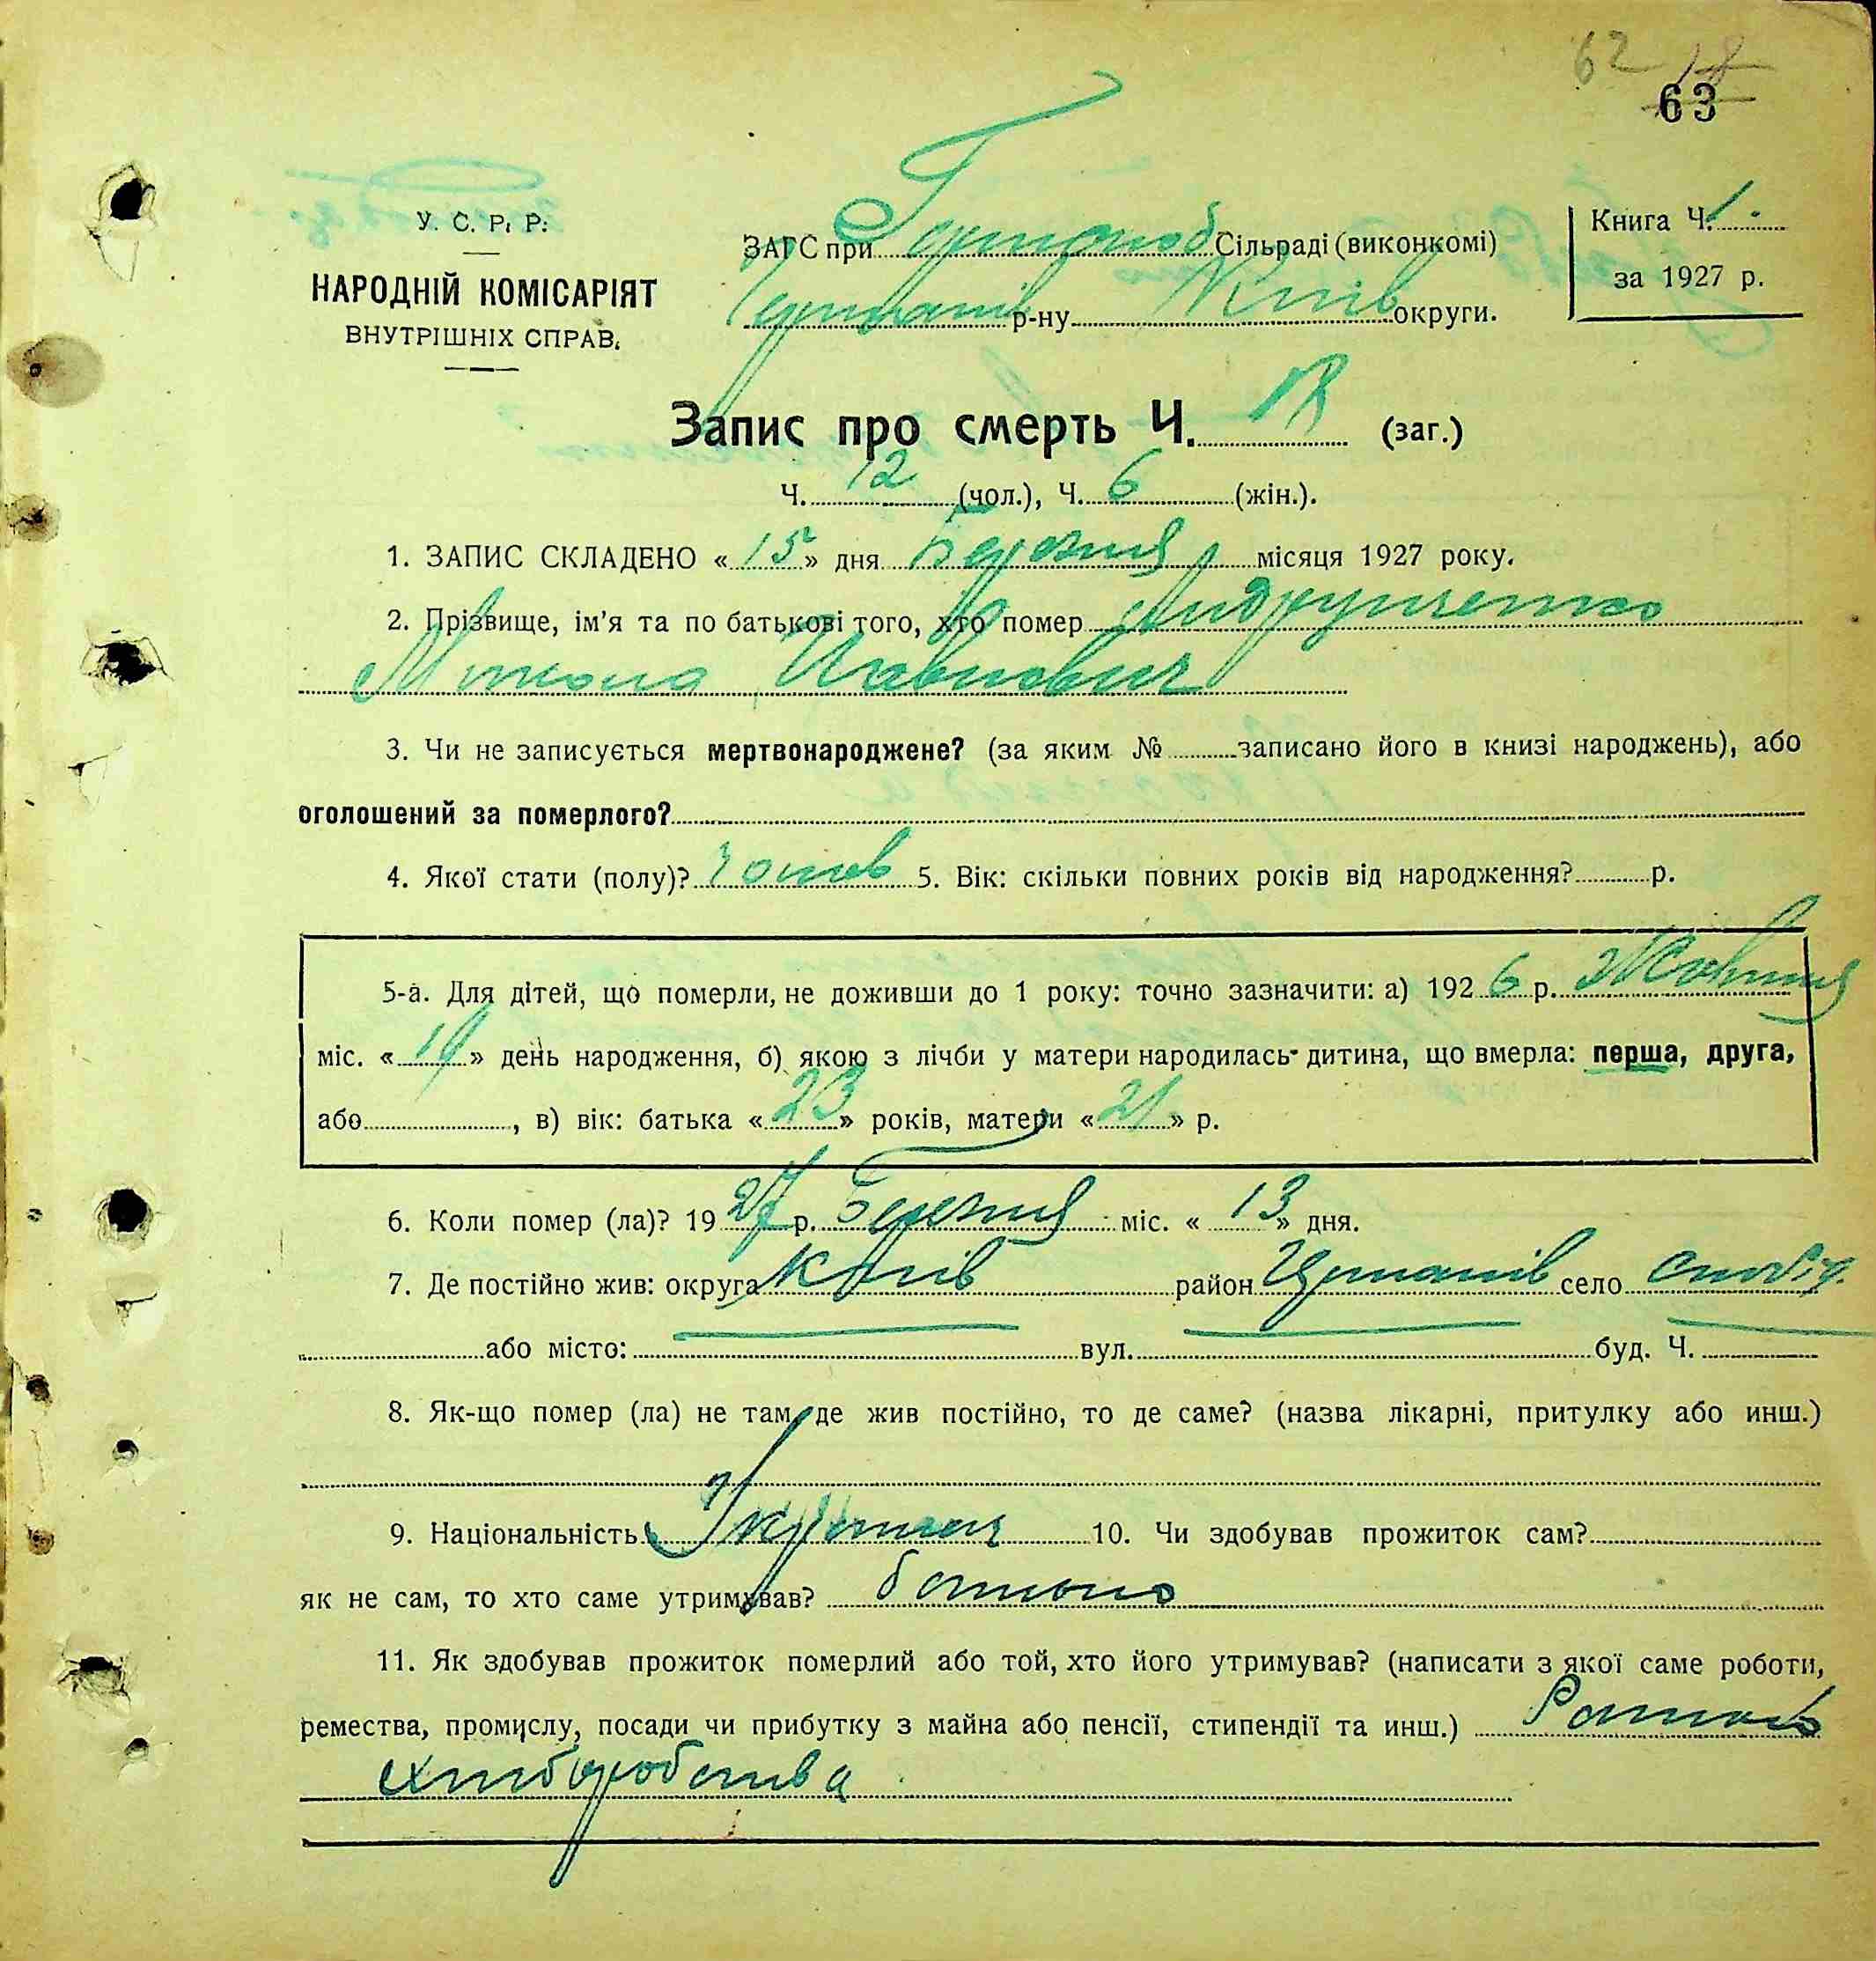 62 18
63
У. С. Р. Р.
НАРОДНІЙ КОМІСАРІЯТ
ВНУТРІШНІХ СПРАВ.
ЗАГС при Германов. Сільраді (виконкомі)
р-ну Київ округи.
Книга Ч. 1.
за 1927 р.
Запис про смерть Ч. 18 (заг.)
Ч. 12 (чол.), Ч. 6 (жін.).
1. ЗАПИС СКЛАДЕНО «15» дня Березня місяця 1927 року.
2. Прізвище, ім'я та по батькові того, хто помер Андрущенко
Микола Павлович
3. Чи не записується мертвонароджене? (за яким № записано його в книзі народжень), або
оголошений за померлого?
4. Якої стати (полу)? Чолов 5. Вік: скільки повних років від народження? р.
5-а. Для дітей, що померли, не доживши до 1 року: точно зазначити: а) 1926 р. Жовтня
міс. «19» день народження, б) якою з лічби у матери народилась дитина, що вмерла: перша, друга,
або , в) вік: батька «23» років, матери «21» р.
6. Коли помер (ла)? 1927 р. Березня міс. «13» дня.
7. Де постійно жив: округа Київ район село
або місто: вул. буд. Ч.
8. Як-що помер (ла) не там, де жив постійно, то де саме? (назва лікарні, притулку або инш.)
9. Національність Українец 10. Чи здобував прожиток сам?
як не сам, то хто саме утримував? батько
11. Як здобував прожиток померлий або той, хто його утримував? (написати з якої саме роботи,
ремества, промислу, посади чи прибутку з майна або пенсії, стипендії та инш.)
хліборобства